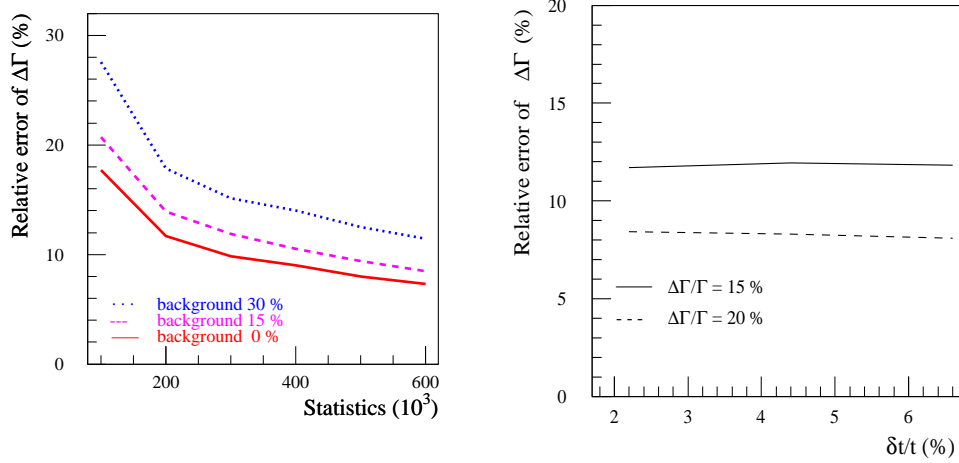 Relative error of ΔΓ (%)
30
20
10
0
background 30 %
background 15 %
background 0 %
200
400
600
Statistics (10³)
Relative error of ΔΓ (%)
20
15
10
5
0
ΔΓ/Γ = 15 %
ΔΓ/Γ = 20 %
2
3
4
5
6
δt/t (%)